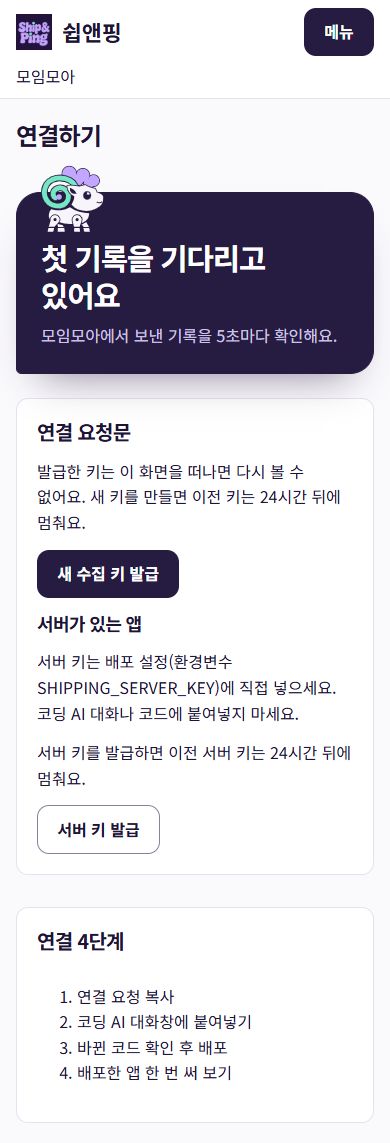 Ship&
Ping
쉽앤핑
메뉴
모임모아
연결하기
첫 기록을 기다리고
있어요
모임모아에서 보낸 기록을 5초마다 확인해요.
연결 요청문
발급한 키는 이 화면을 떠나면 다시 볼 수
없어요. 새 키를 만들면 이전 키는 24시간 뒤에
멈춰요.
새 수집 키 발급
서버가 있는 앱
서버 키는 배포 설정(환경변수
SHIPPING_SERVER_KEY)에 직접 넣으세요.
코딩 AI 대화나 코드에 붙여넣지 마세요.
서버 키를 발급하면 이전 서버 키는 24시간 뒤에
멈춰요.
서버 키 발급
연결 4단계
1. 연결 요청 복사
2. 코딩 AI 대화창에 붙여넣기
3. 바뀐 코드 확인 후 배포
4. 배포한 앱 한 번 써 보기